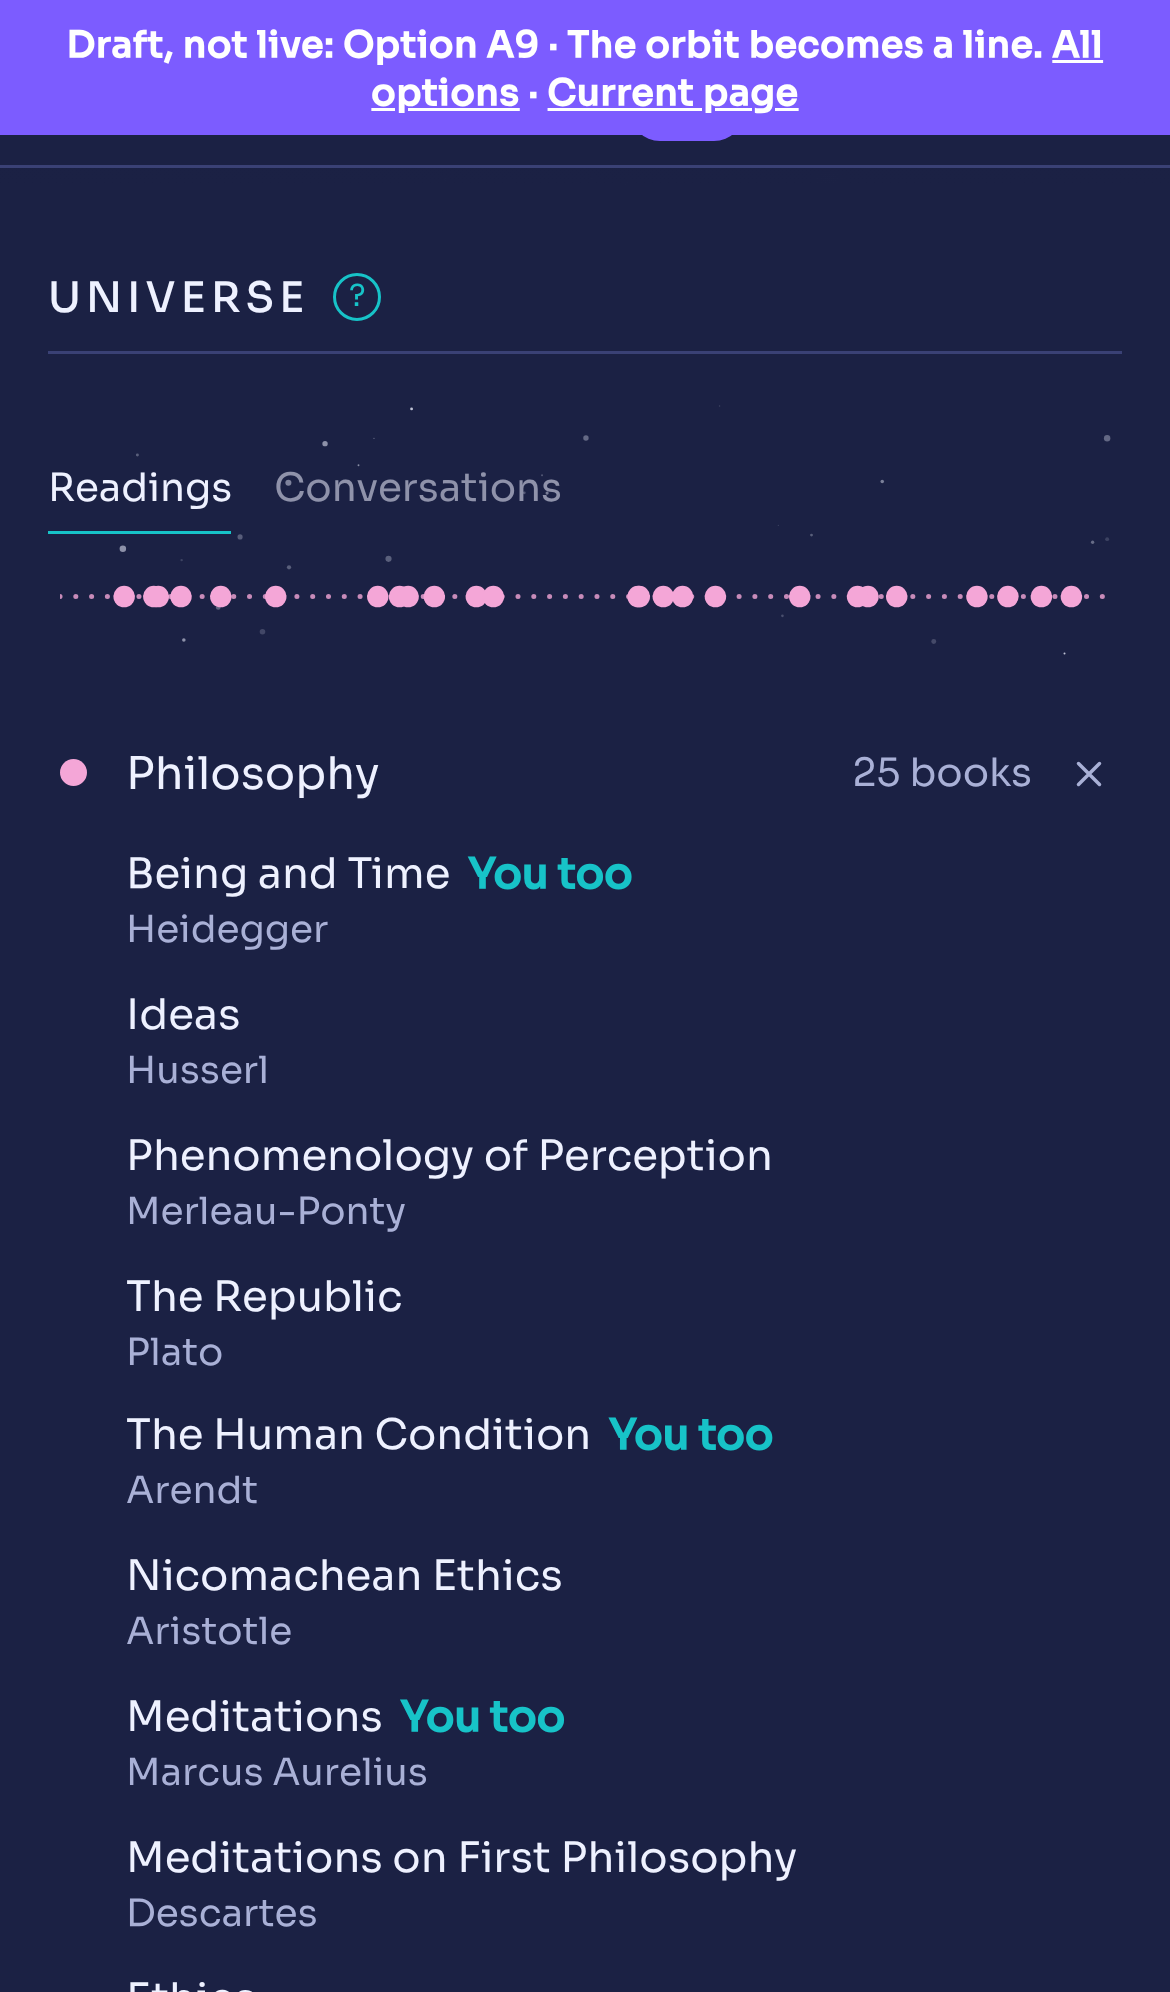 Draft, not live: Option A9 · The orbit becomes a line. All
options · Current page
UNIVERSE ?
Readings Conversations
Philosophy 25 books ×
Being and Time You too
Heidegger
Ideas
Husserl
Phenomenology of Perception
Merleau-Ponty
The Republic
Plato
The Human Condition You too
Arendt
Nicomachean Ethics
Aristotle
Meditations You too
Marcus Aurelius
Meditations on First Philosophy
Descartes
Ethics